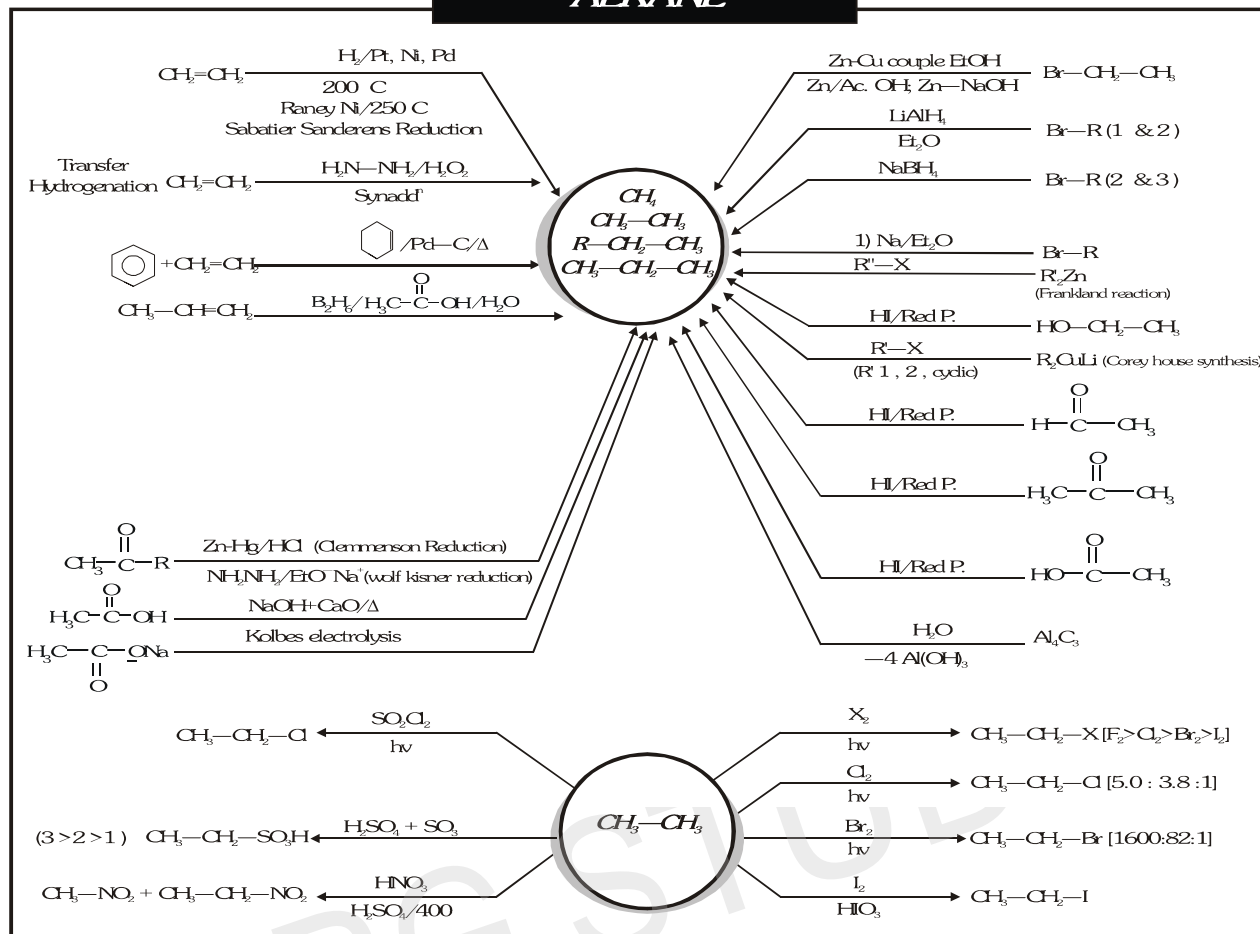 ALKANE
CH₂=CH₂
H₂/Pt, Ni, Pd
200 C
Raney Ni/250 C
Sabatier Sanderens Reduction
Transfer
Hydrogenation
CH₂=CH₂
H₂N—NH₂/H₂O₂
Synaddⁿ
+CH₂=CH₂
/Pd—C/Δ
CH₃—CH=CH₂
B₂H₆/H₃C—C—OH/H₂O
O
CH₄
CH₃—CH₃
R—CH₂—CH₃
CH₃—CH₂—CH₃
Zn-Cu couple EtOH
Zn/Ac. OH; Zn—NaOH
Br—CH₂—CH₃
LiAlH₄
Et₂O
Br—R (1 & 2)
NaBH₄
Br—R (2 & 3)
1) Na/Et₂O
Br—R
R''—X
R'₂Zn
(Frankland reaction)
HI/Red P.
HO—CH₂—CH₃
R'—X
(R' 1 , 2 , cyclic)
R₂CuLi (Corey house synthesis)
HI/Red P.
O
H—C—CH₃
HI/Red P.
O
H₃C—C—CH₃
HI/Red P.
O
HO—C—CH₃
H₂O
—4 Al(OH)₃
Al₄C₃
O
CH₃—C—R
Zn-Hg/HCl (Clemmenson Reduction)
NH₂NH₂/EtO Na⁺(wolf kisner reduction)
O
H₃C—C—OH
NaOH+CaO/Δ
H₃C—C—ONa
O
Kolbes electrolysis
CH₃—CH₂—Cl
SO₂Cl₂
hv
X₂
hv
CH₃—CH₂—X [F₂>Cl₂>Br₂>I₂]
Cl₂
hv
CH₃—CH₂—Cl [5.0 : 3.8 :1]
CH₃—CH₃
(3 >2 >1 ) CH₃—CH₂—SO₃H
H₂SO₄ + SO₃
Br₂
hv
CH₃—CH₂—Br [1600:82:1]
CH₃—NO₂ + CH₃—CH₂—NO₂
HNO₃
H₂SO₄/400
I₂
HIO₃
CH₃—CH₂—I